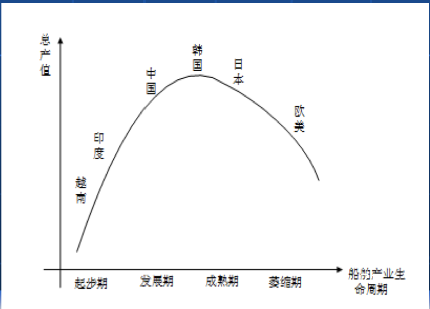 总产值
韩国
日本
中国
欧美
印度
越南
起步期
发展期
成熟期
萎缩期
船舶产业生
命周期